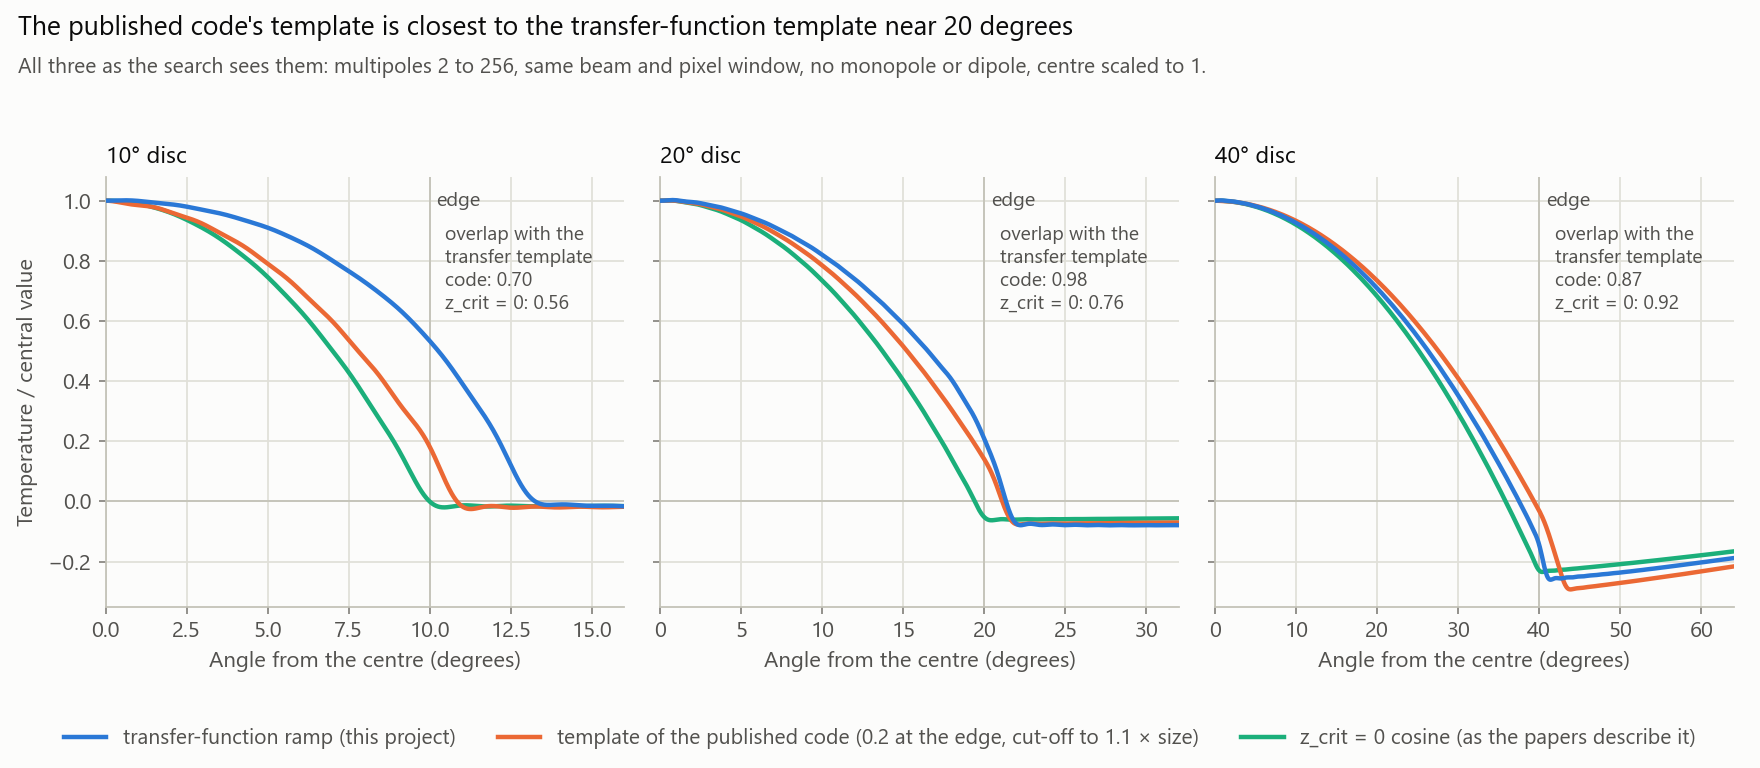 The published code's template is closest to the transfer-function template near 20 degrees
All three as the search sees them: multipoles 2 to 256, same beam and pixel window, no monopole or dipole, centre scaled to 1.
10° disc
20° disc
40° disc
Temperature / central value
1.0
0.8
0.6
0.4
0.2
0.0
−0.2
edge
overlap with the
transfer template
code: 0.70
z_crit = 0: 0.56
0.0 2.5 5.0 7.5 10.0 12.5 15.0
Angle from the centre (degrees)
edge
overlap with the
transfer template
code: 0.98
z_crit = 0: 0.76
0 5 10 15 20 25 30
Angle from the centre (degrees)
edge
overlap with the
transfer template
code: 0.87
z_crit = 0: 0.92
0 10 20 30 40 50 60
Angle from the centre (degrees)
transfer-function ramp (this project)
template of the published code (0.2 at the edge, cut-off to 1.1 × size)
z_crit = 0 cosine (as the papers describe it)